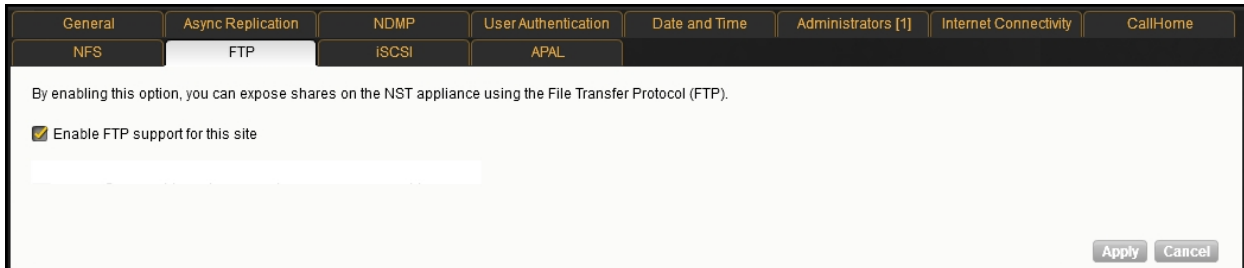 General Async Replication NDMP User Authentication Date and Time Administrators [1] Internet Connectivity CallHome
NFS FTP iSCSI APAL
By enabling this option, you can expose shares on the NST appliance using the File Transfer Protocol (FTP).
Enable FTP support for this site
Apply Cancel